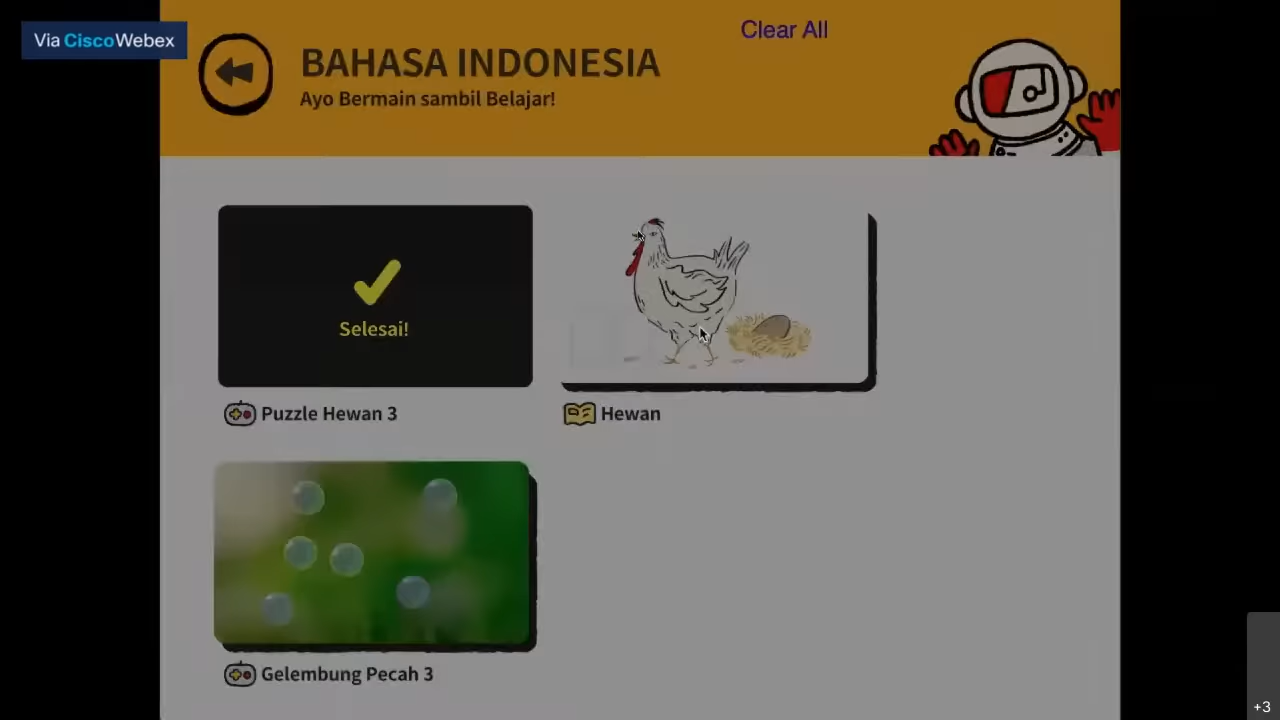 Via CiscoWebex
Clear All
BAHASA INDONESIA
Ayo Bermain sambil Belajar!
Selesai!
Puzzle Hewan 3
Hewan
Gelembung Pecah 3
+3